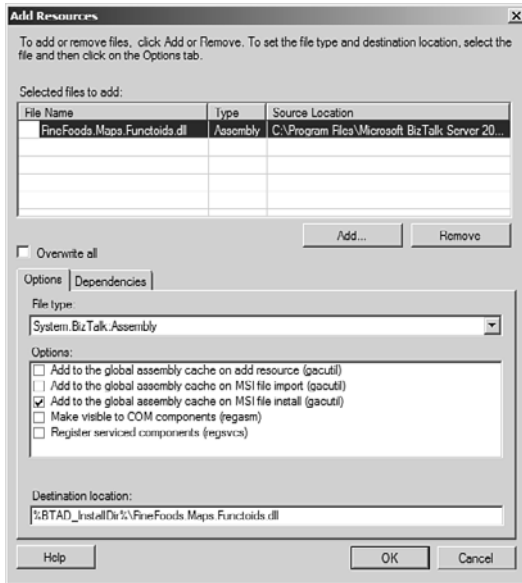 Add Resources
To add or remove files, click Add or Remove. To set the file type and destination location, select the
file and then click on the Options tab.
Selected files to add:
File Name Type Source Location
FineFoods.Maps.Functoids.dll Assembly C:\Program Files\Microsoft BizTalk Server 20...
Add... Remove
Overwrite all
Options Dependencies
File type:
System.BizTalk:Assembly
Options:
Add to the global assembly cache on add resource (gacutil)
Add to the global assembly cache on MSI file import (gacutil)
Add to the global assembly cache on MSI file install (gacutil)
Make visible to COM components (regasm)
Register serviced components (regsvcs)
Destination location:
%BTAD_InstallDir%\FineFoods.Maps.Functoids.dll
Help OK Cancel